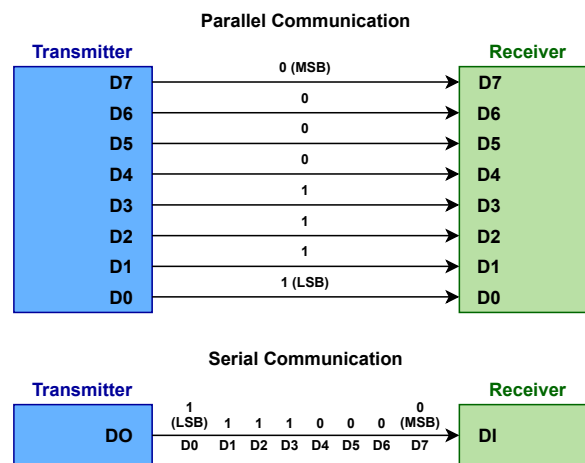 Parallel Communication
Transmitter
Receiver
0 (MSB)
D7
D7
0
D6
D6
0
D5
D5
0
D4
D4
1
D3
D3
1
D2
D2
1
D1
D1
1 (LSB)
D0
D0
Serial Communication
Transmitter
Receiver
1 0
(LSB) 1 1 1 0 0 0 (MSB)
DO DI
D0 D1 D2 D3 D4 D5 D6 D7